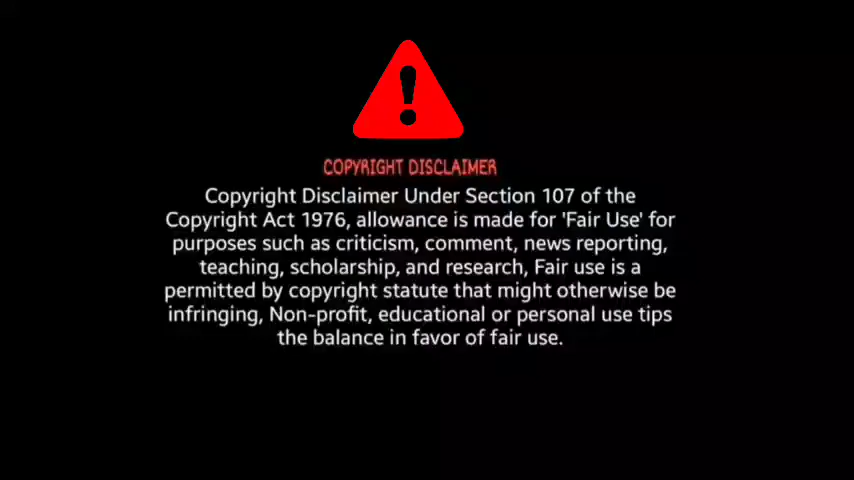 COPYRIGHT DISCLAIMER
Copyright Disclaimer Under Section 107 of the
Copyright Act 1976, allowance is made for 'Fair Use' for
purposes such as criticism, comment, news reporting,
teaching, scholarship, and research, Fair use is a
permitted by copyright statute that might otherwise be
infringing, Non-profit, educational or personal use tips
the balance in favor of fair use.